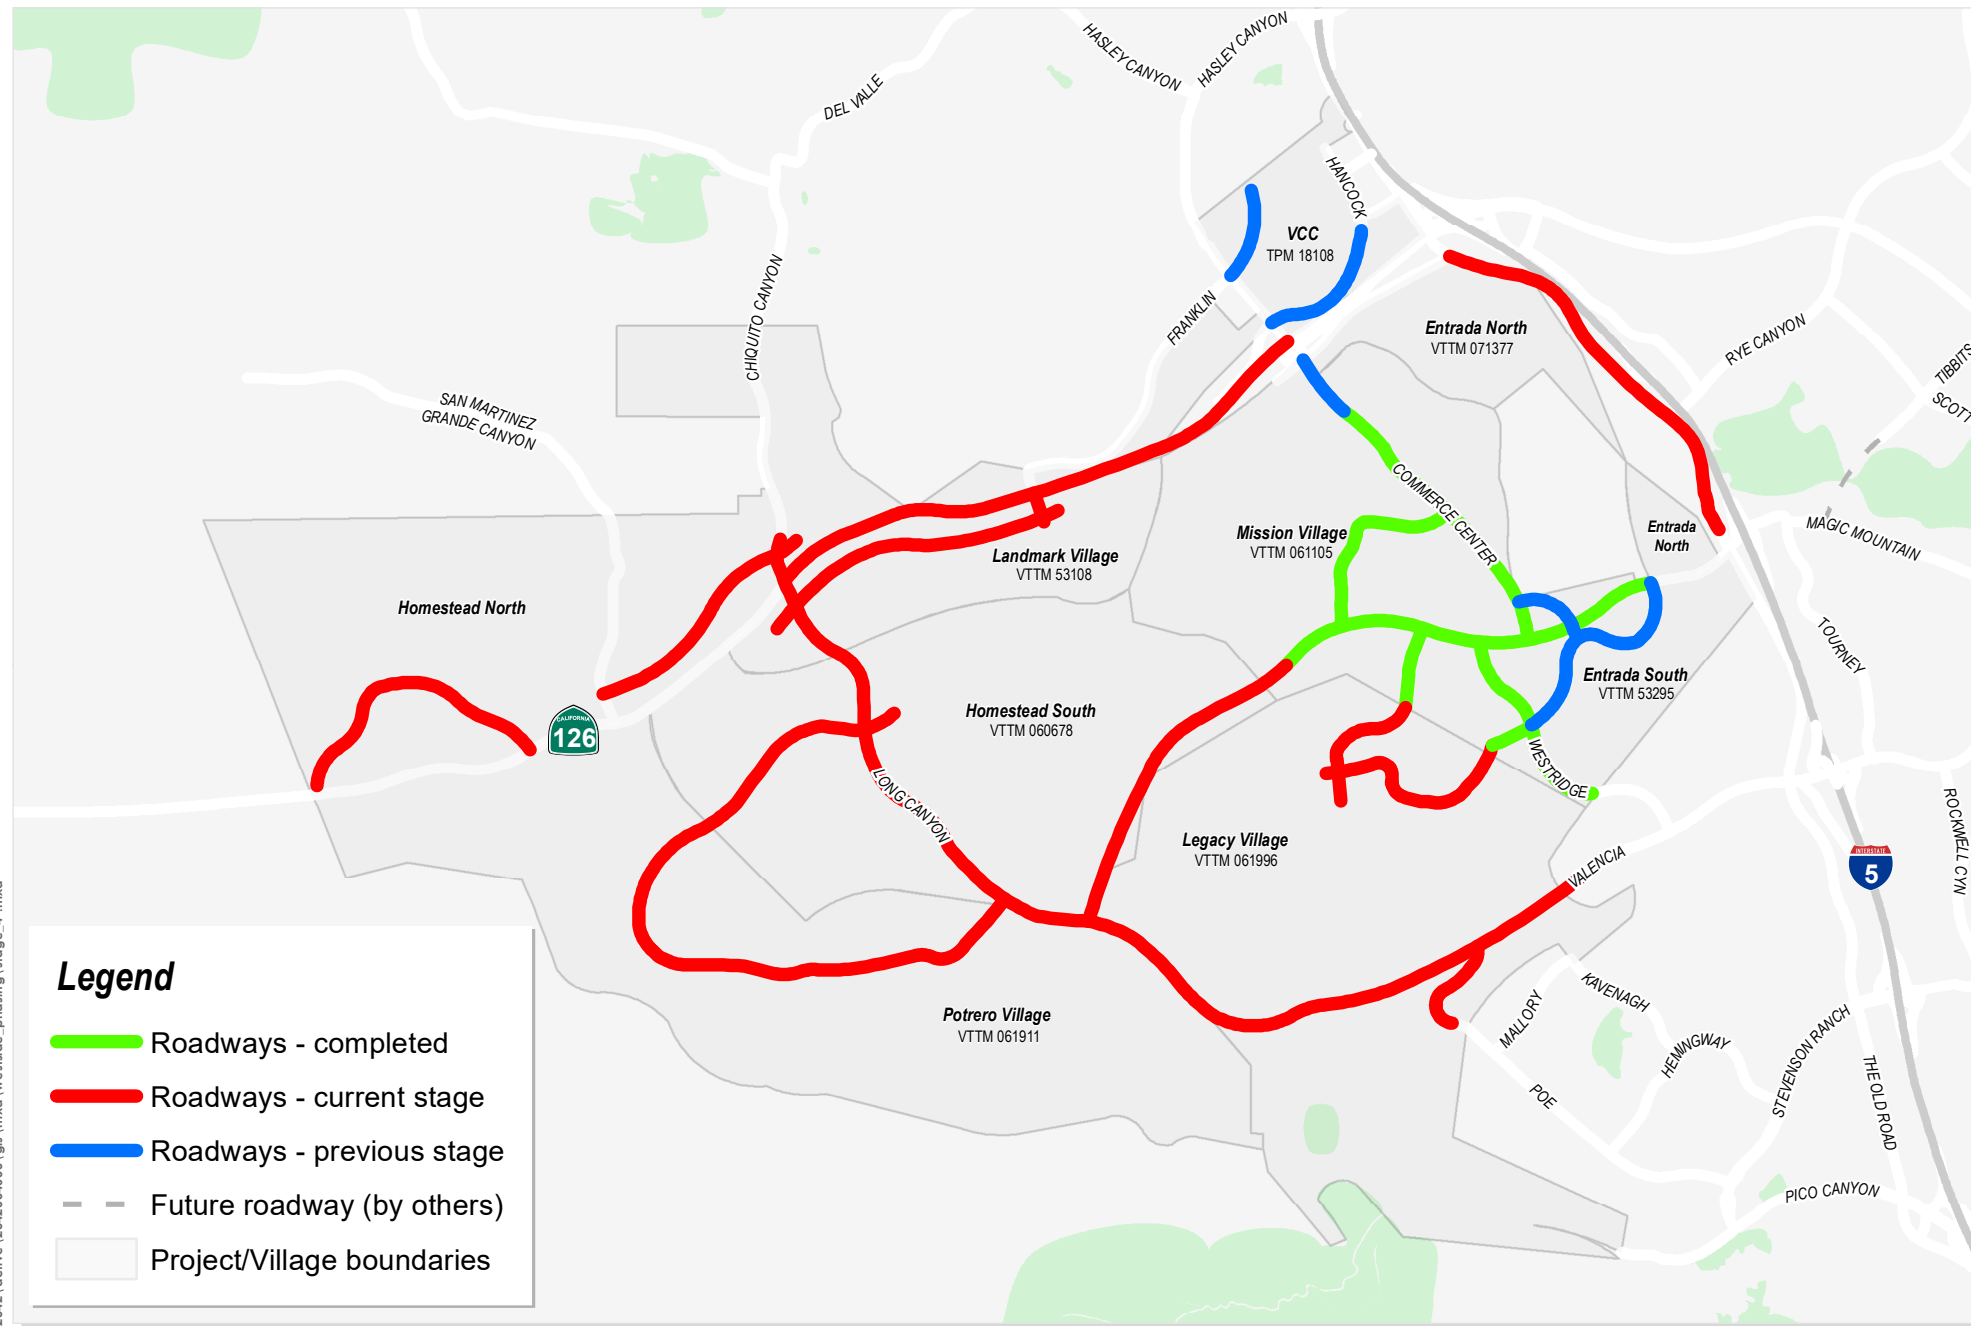 HASLEY CANYON
HASLEY CANYON
DEL VALLE
HANCOCK
VCC
TPM 18108
FRANKLIN
CHIQUITO CANYON
Entrada North
VTTM 071377
RYE CANYON
TIBBITS
SCOTT
SAN MARTINEZ
GRANDE CANYON
COMMERCE CENTER
Mission Village
VTTM 061105
Entrada
North
MAGIC MOUNTAIN
Landmark Village
VTTM 53108
Homestead North
TOURNEY
Entrada South
VTTM 53295
Homestead South
VTTM 060678
CALIFORNIA
126
WESTRIDGE
LONG CANYON
Legacy Village
VTTM 061996
VALENCIA
ROCKWELL CYN
INTERSTATE
5
KAVENAGH
MALLORY
HEMINGWAY
STEVENSON RANCH
Potrero Village
VTTM 061911
POE
THE OLD ROAD
PICO CANYON
Legend
Roadways - completed
Roadways - current stage
Roadways - previous stage
Future roadway (by others)
Project/Village boundaries